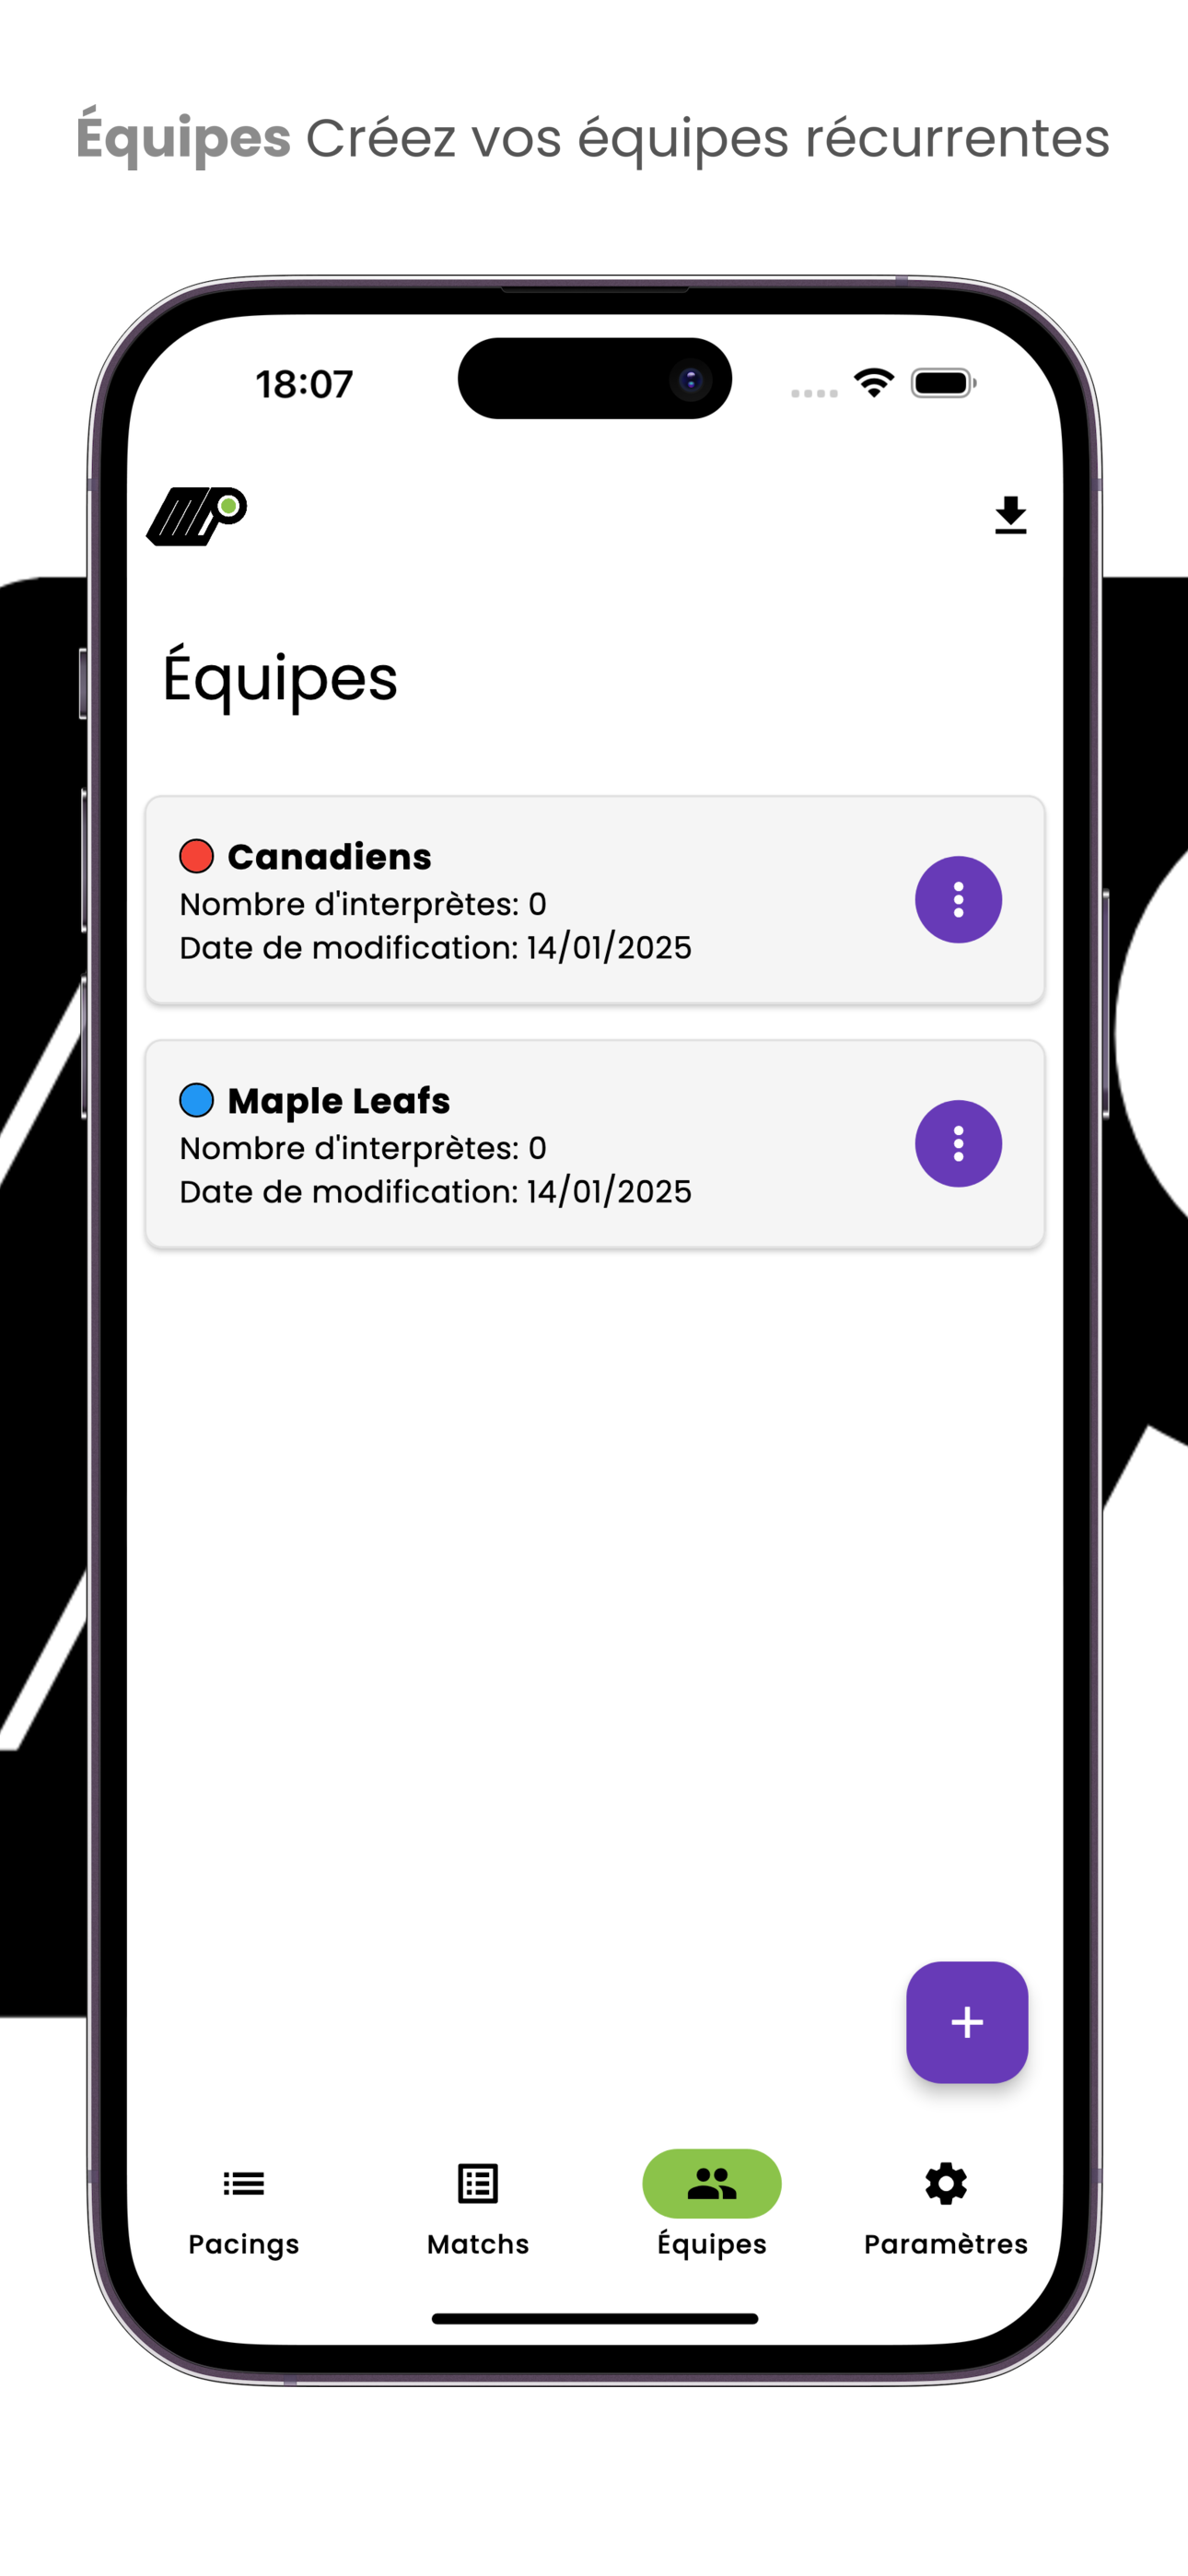 Équipes Créez vos équipes récurrentes
18:07
MP
Équipes
Canadiens
Nombre d'interprètes: 0
Date de modification: 14/01/2025
Maple Leafs
Nombre d'interprètes: 0
Date de modification: 14/01/2025
Pacings
Matchs
Équipes
Paramètres